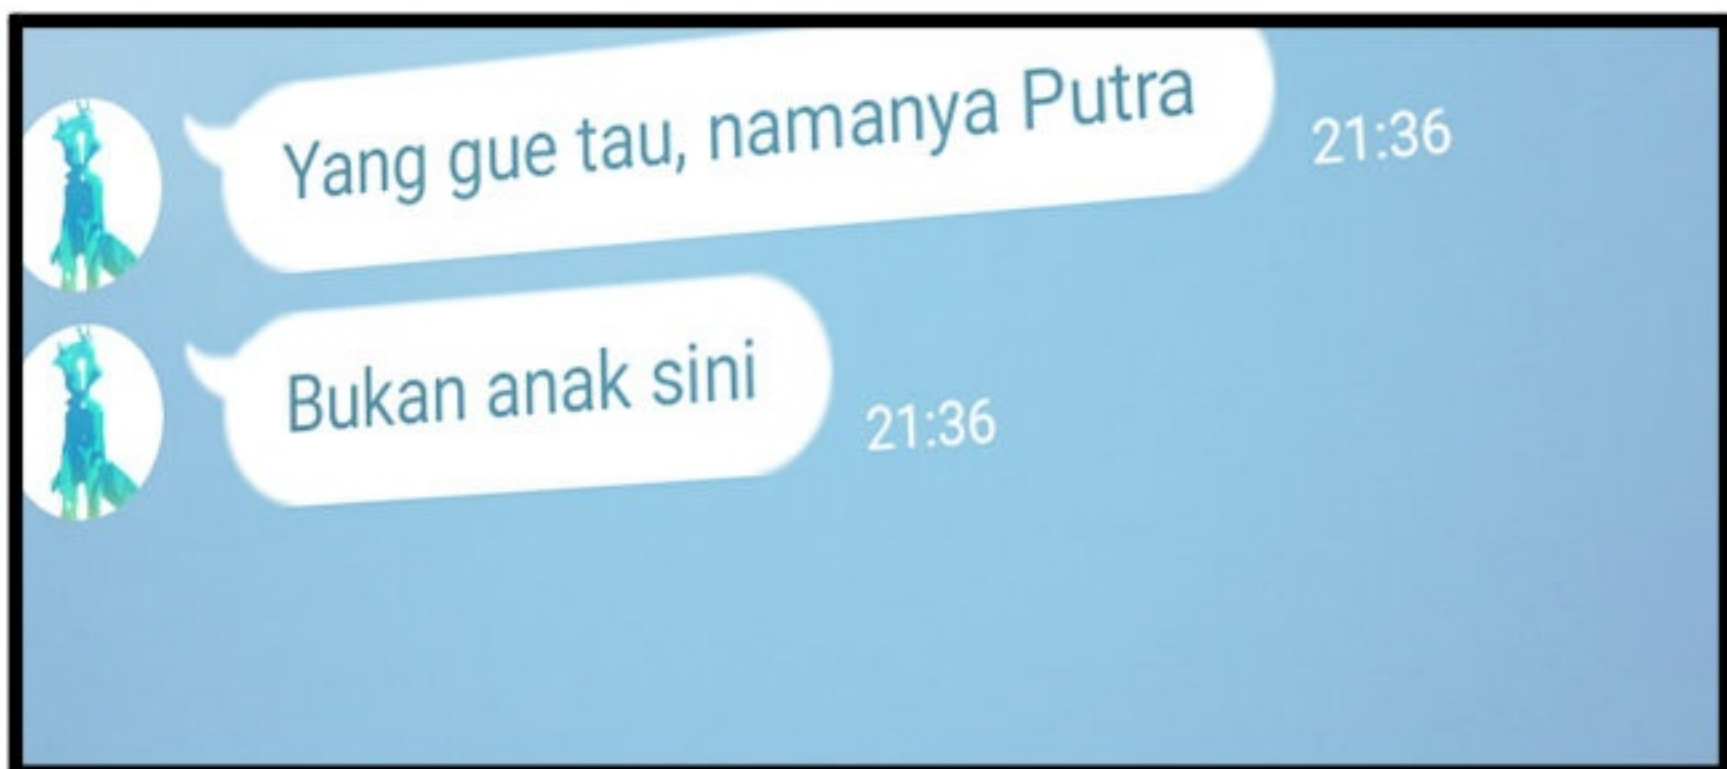 Yang gue tau, namanya Putra
21:36
Bukan anak sini
21:36